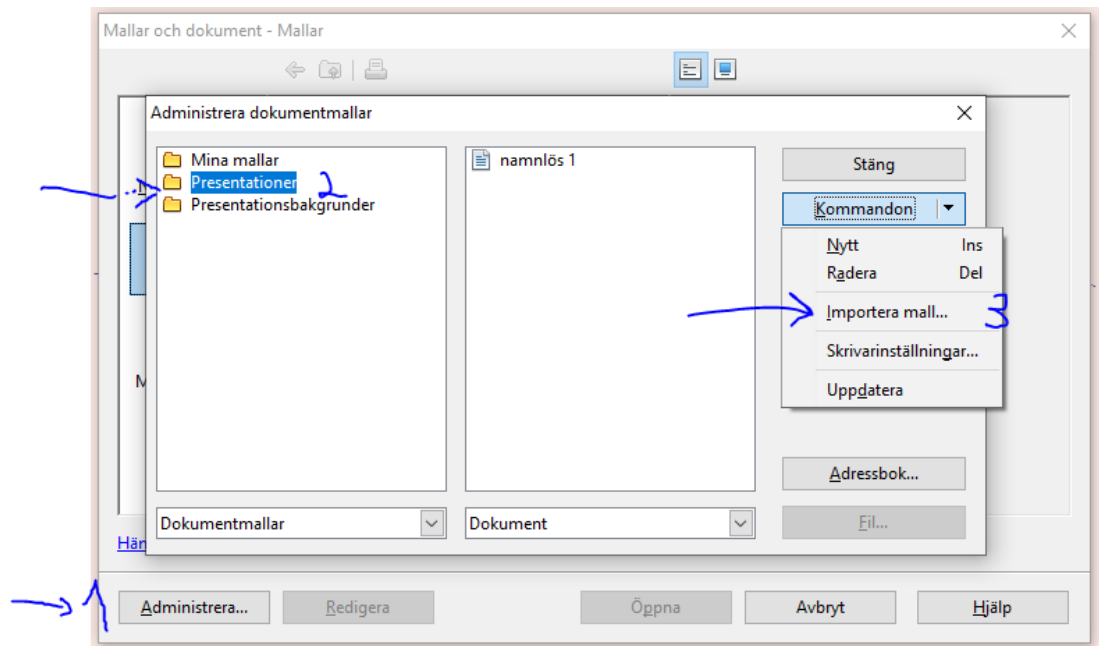 Mallar och dokument - Mallar
Administrera dokumentmallar
Mina mallar
Presentationer 2
Presentationsbakgrunder
namnlös 1
Stäng
Kommandon
Nytt Ins
Radera Del
Importera mall... 3
Skrivarinställningar...
Uppdatera
M
Adressbok...
Dokumentmallar
Dokument
Fil...
Hän
1
Administrera...
Redigera
Öppna
Avbryt
Hjälp